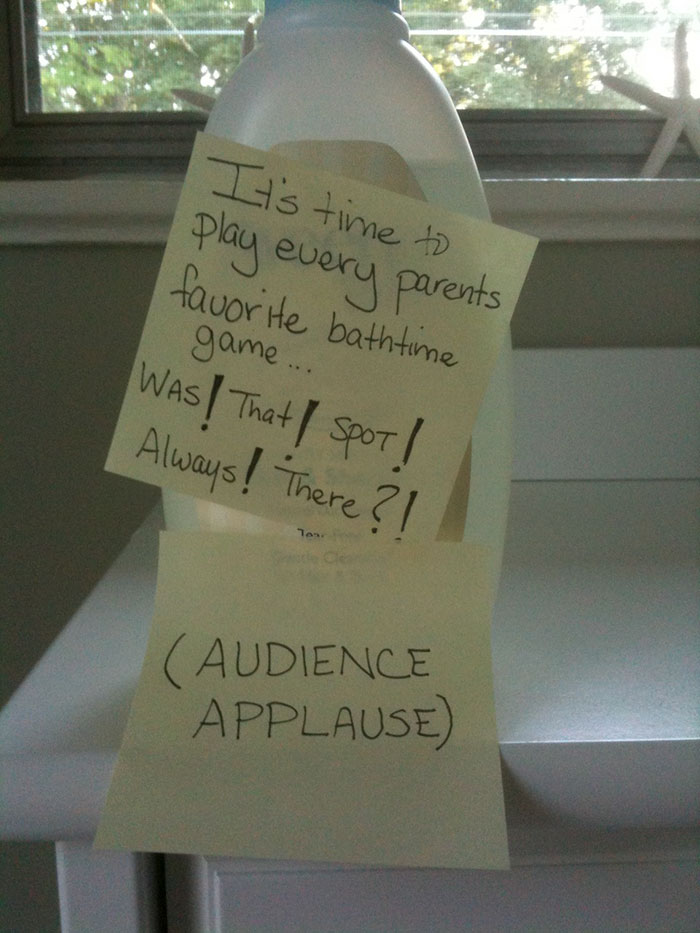 It's time to
play every parents
favorite bathtime
game...
WAS! That! SPOT!
Always! There?!
(AUDIENCE
APPLAUSE)